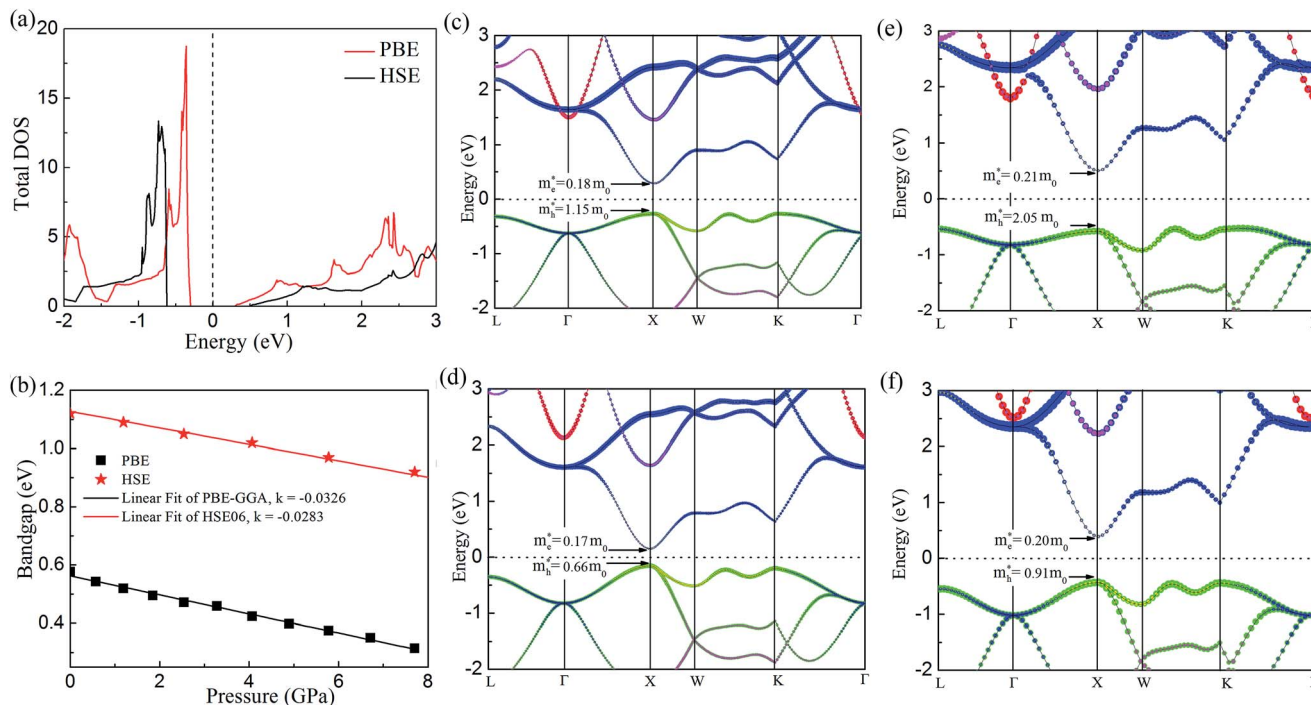 (a)
20
15
10
5
0
Total DOS
PBE
HSE
-2 -1 0 1 2 3
Energy (eV)
(b)
1.2
1.0
0.8
0.6
0.4
Bandgap (eV)
PBE
HSE
Linear Fit of PBE-GGA, k = -0.0326
Linear Fit of HSE06, k = -0.0283
0 2 4 6 8
Pressure (GPa)
(c)
3
2
1
0
-1
-2
Energy (eV)
m*e=0.18m0
m*h=1.15m0
L Γ X W K Γ
(d)
3
2
1
0
-1
-2
Energy (eV)
m*e=0.17m0
m*h=0.66m0
L Γ X W K Γ
(e)
3
2
1
0
-1
-2
Energy (eV)
m*e=0.21m0
m*h=2.05 m0
L Γ X W K
(f)
3
2
1
0
-1
-2
Energy (eV)
m*e=0.20m0
m*h=0.91m0
L Γ X W K